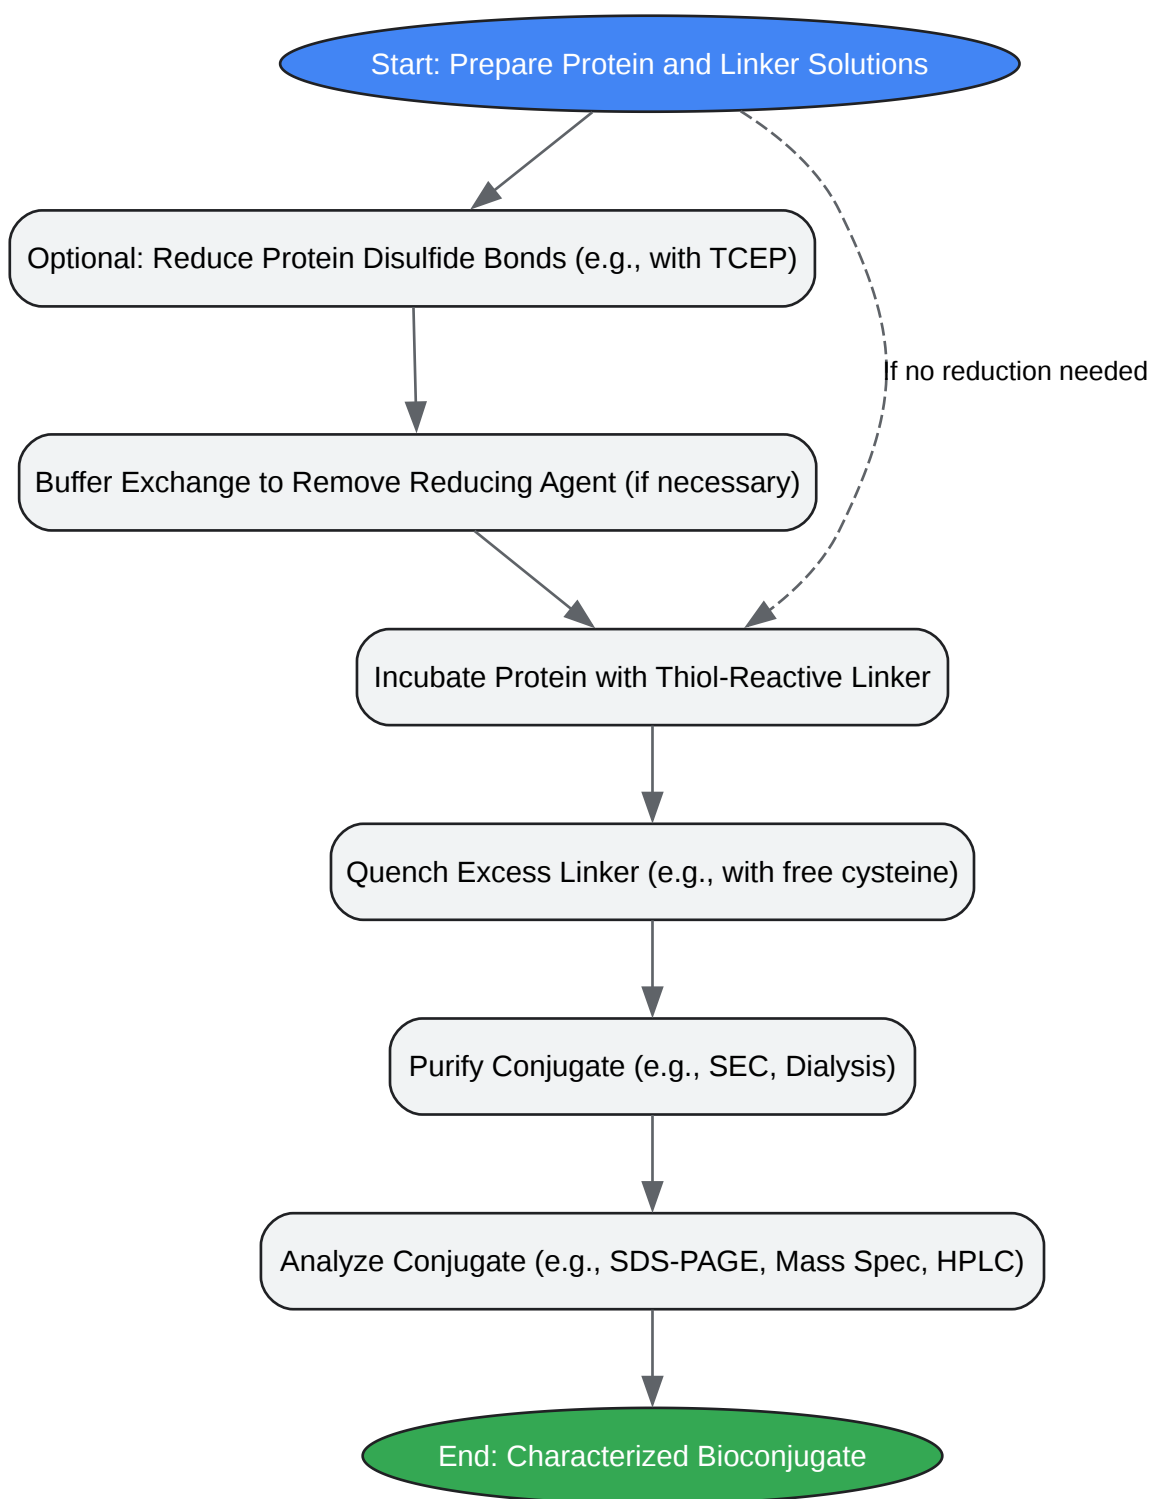 Start: Prepare Protein and Linker Solutions
Optional: Reduce Protein Disulfide Bonds (e.g., with TCEP)
If no reduction needed
Buffer Exchange to Remove Reducing Agent (if necessary)
Incubate Protein with Thiol-Reactive Linker
Quench Excess Linker (e.g., with free cysteine)
Purify Conjugate (e.g., SEC, Dialysis)
Analyze Conjugate (e.g., SDS-PAGE, Mass Spec, HPLC)
End: Characterized Bioconjugate